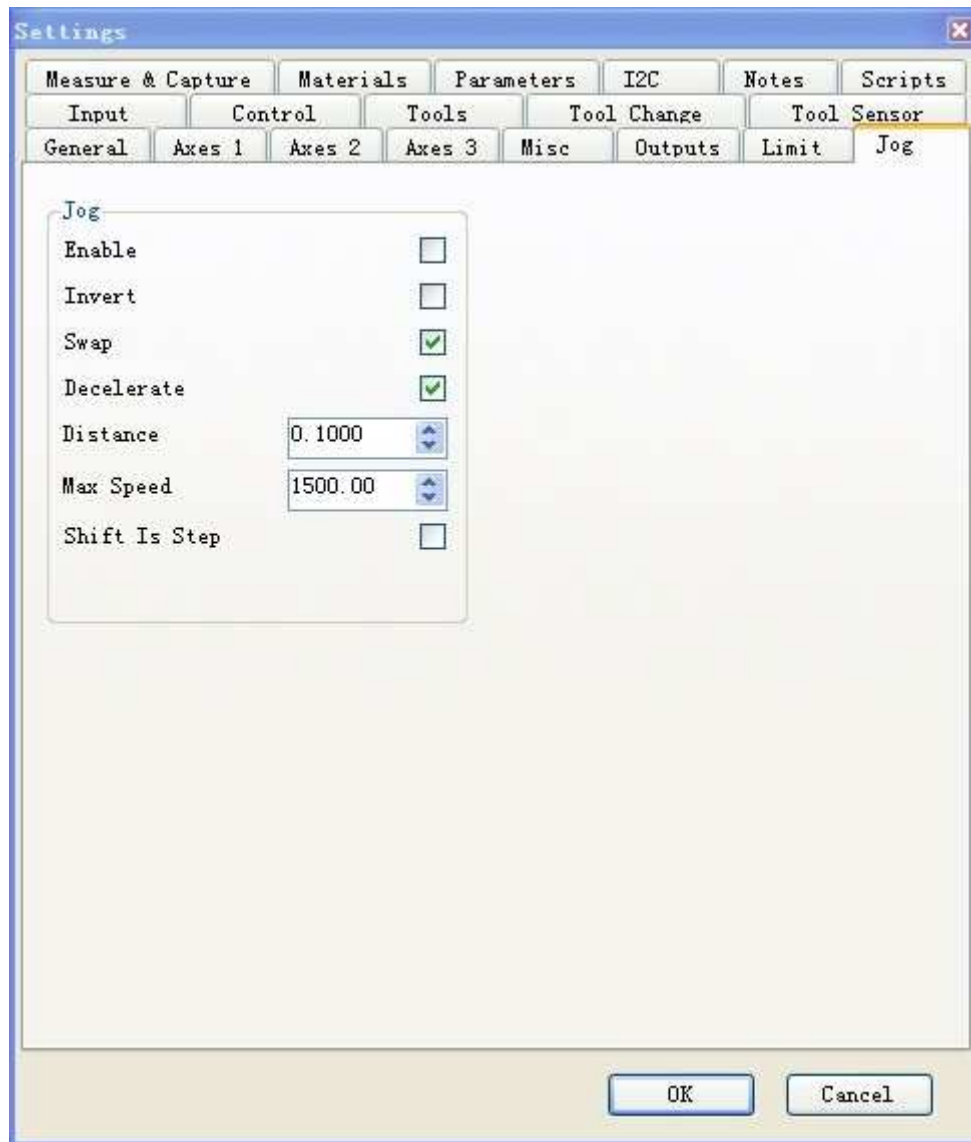 Settings
Measure & Capture Materials Parameters I2C Notes Scripts
Input Control Tools Tool Change Tool Sensor
General Axes 1 Axes 2 Axes 3 Misc Outputs Limit Jog
Jog
Enable
Invert
Swap
Decelerate
Distance 0.1000
Max Speed 1500.00
Shift Is Step
OK Cancel